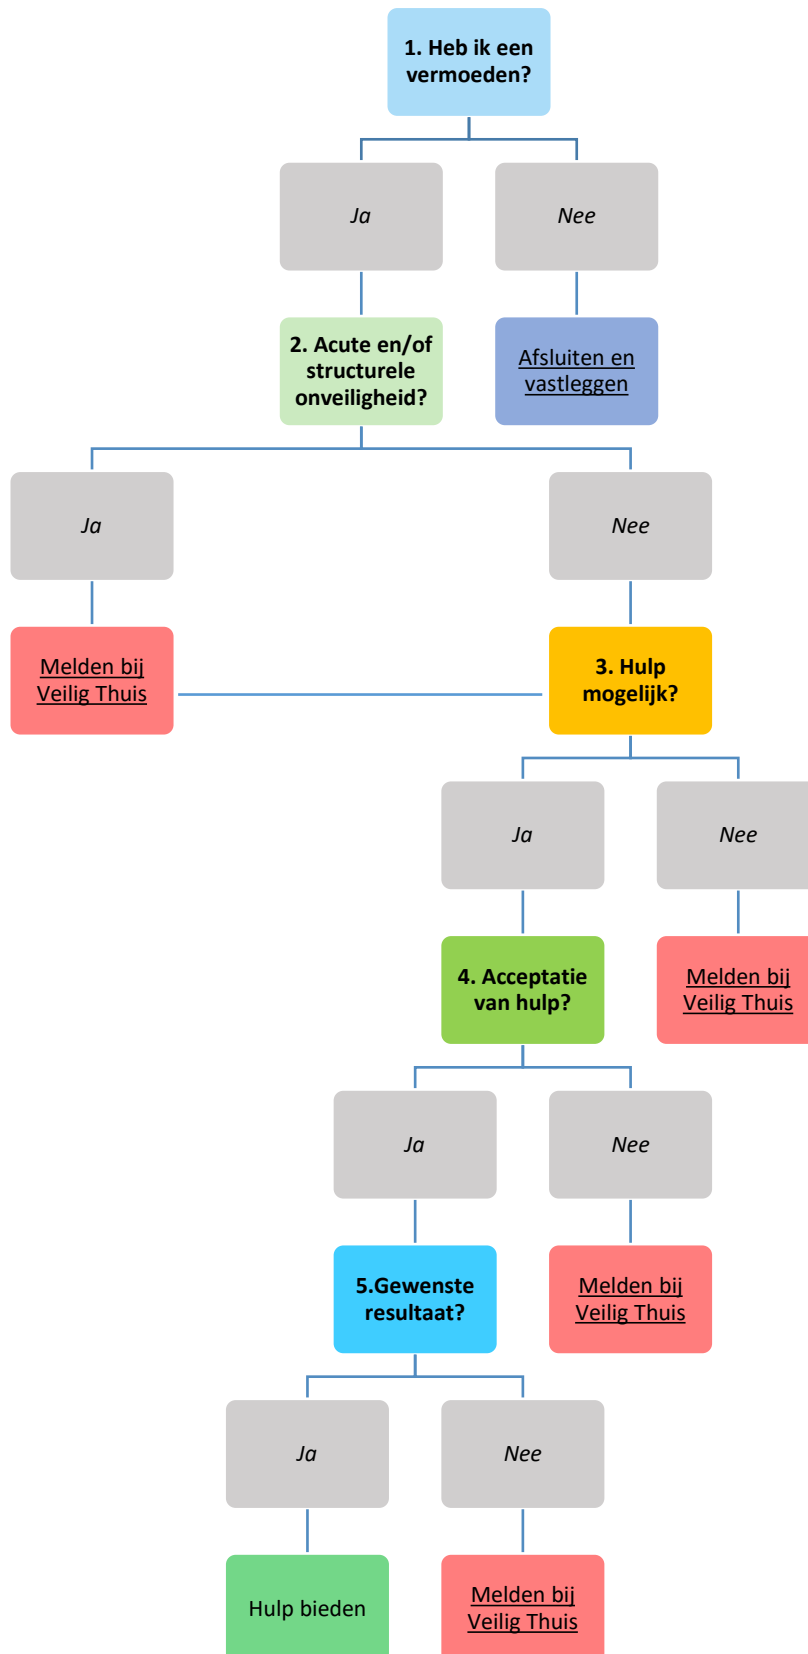 1. Heb ik een
vermoeden?
Ja
Nee
2. Acute en/of
structurele
onveiligheid?
Afsluiten en
vastleggen
Ja
Nee
Melden bij
Veilig Thuis
3. Hulp
mogelijk?
Ja
Nee
4. Acceptatie
van hulp?
Melden bij
Veilig Thuis
Ja
Nee
5.Gewenste
resultaat?
Melden bij
Veilig Thuis
Ja
Nee
Hulp bieden
Melden bij
Veilig Thuis